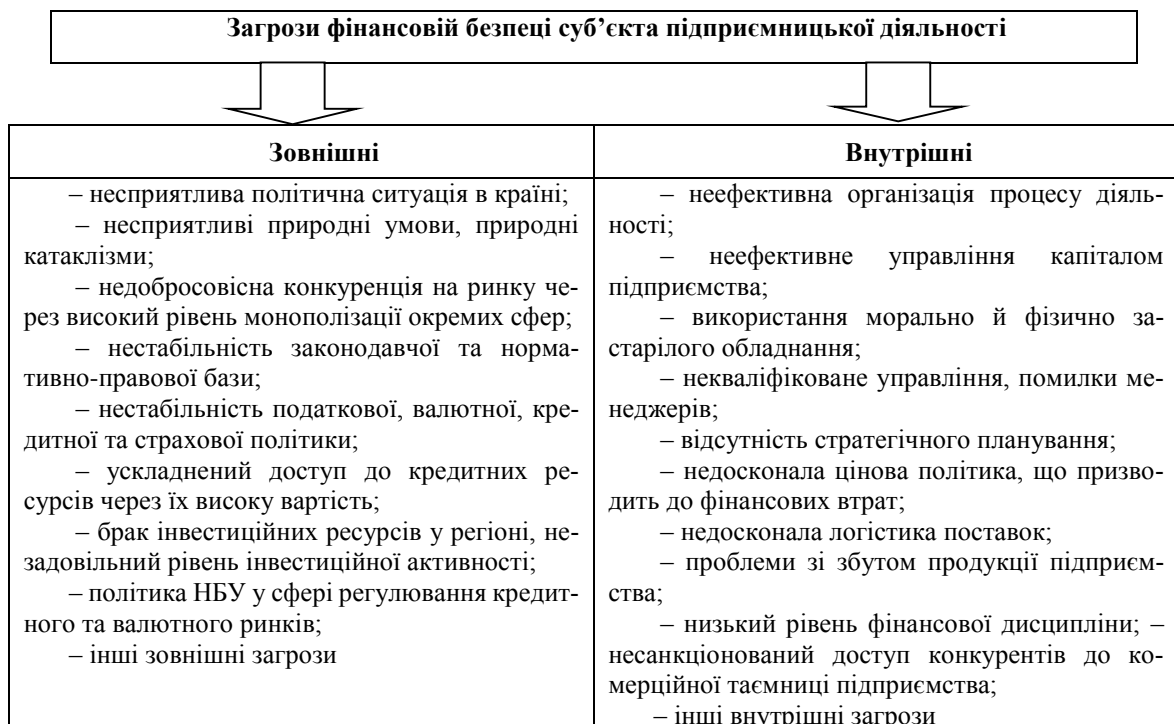 Загрози фінансовій безпеці суб’єкта підприємницької діяльності
Зовнішні
– несприятлива політична ситуація в країні;
– несприятливі природні умови, природні
катаклізми;
– недобросовісна конкуренція на ринку че-
рез високий рівень монополізації окремих сфер;
– нестабільність законодавчої та норма-
тивно-правової бази;
– нестабільність податкової, валютної, кре-
дитної та страхової політики;
– ускладнений доступ до кредитних ре-
сурсів через їх високу вартість;
– брак інвестиційних ресурсів у регіоні, не-
задовільний рівень інвестиційної активності;
– політика НБУ у сфері регулювання кредит-
ного та валютного ринків;
– інші зовнішні загрози
Внутрішні
– неефективна організація процесу діяль-
ності;
– неефективне управління капіталом
підприємства;
– використання морально й фізично за-
старілого обладнання;
– некваліфіковане управління, помилки ме-
неджерів;
– відсутність стратегічного планування;
– недосконала цінова політика, що призво-
дить до фінансових втрат;
– недосконала логістика поставок;
– проблеми зі збутом продукції підприєм-
ства;
– низький рівень фінансової дисципліни; –
несанкціонований доступ конкурентів до ко-
мерційної таємниці підприємства;
– інші внутрішні загрози